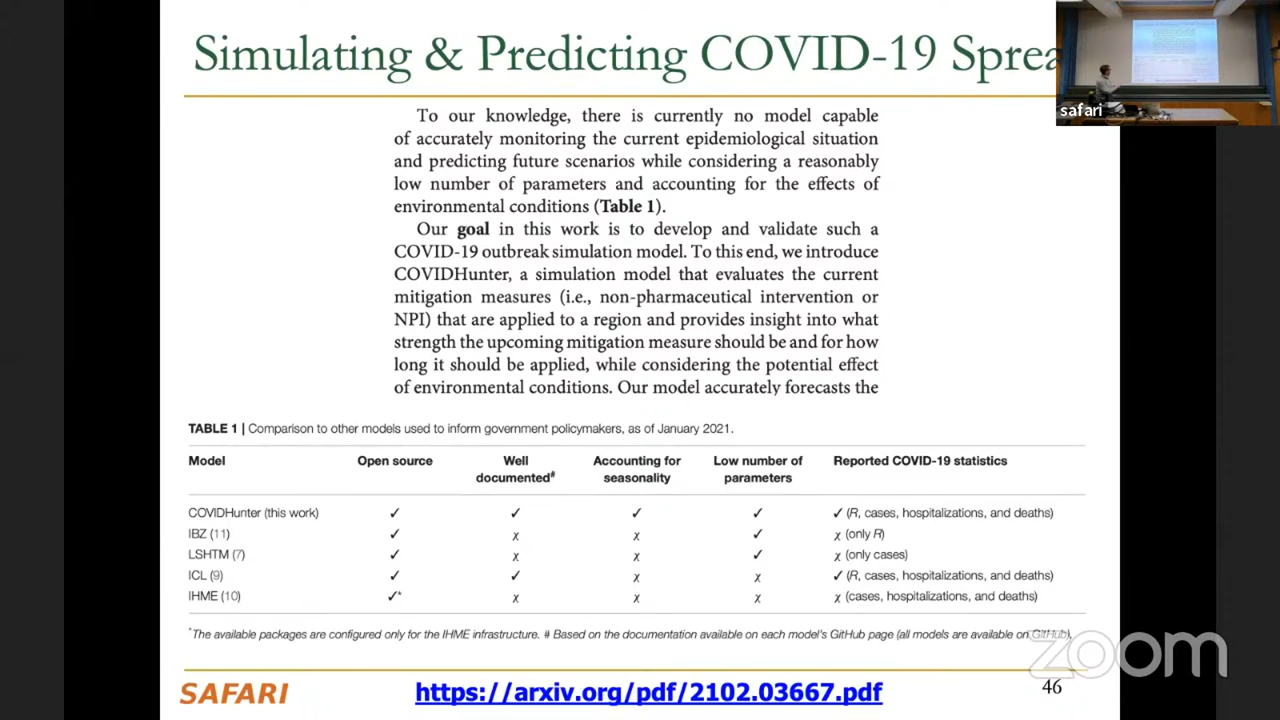 Simulating & Predicting COVID-19 Sprea
safari
To our knowledge, there is currently no model capable
of accurately monitoring the current epidemiological situation
and predicting future scenarios while considering a reasonably
low number of parameters and accounting for the effects of
environmental conditions (Table 1).
Our goal in this work is to develop and validate such a
COVID-19 outbreak simulation model. To this end, we introduce
COVIDHunter, a simulation model that evaluates the current
mitigation measures (i.e., non-pharmaceutical intervention or
NPI) that are applied to a region and provides insight into what
strength the upcoming mitigation measure should be and for how
long it should be applied, while considering the potential effect
of environmental conditions. Our model accurately forecasts the
TABLE 1 | Comparison to other models used to inform government policymakers, as of January 2021.
Model Open source Well documented# Accounting for seasonality Low number of parameters Reported COVID-19 statistics
COVIDHunter (this work) ✓ ✓ ✓ ✓ ✓ (R, cases, hospitalizations, and deaths)
IBZ (11) ✓ χ χ ✓ χ (only R)
LSHTM (7) ✓ χ χ ✓ χ (only cases)
ICL (9) ✓ ✓ χ χ ✓ (R, cases, hospitalizations, and deaths)
IHME (10) ✓* χ χ χ χ (cases, hospitalizations, and deaths)
*The available packages are configured only for the IHME infrastructure. # Based on the documentation available on each model's GitHub page (all models are available on GitHub).
zoom
SAFARI
https://arxiv.org/pdf/2102.03667.pdf
46